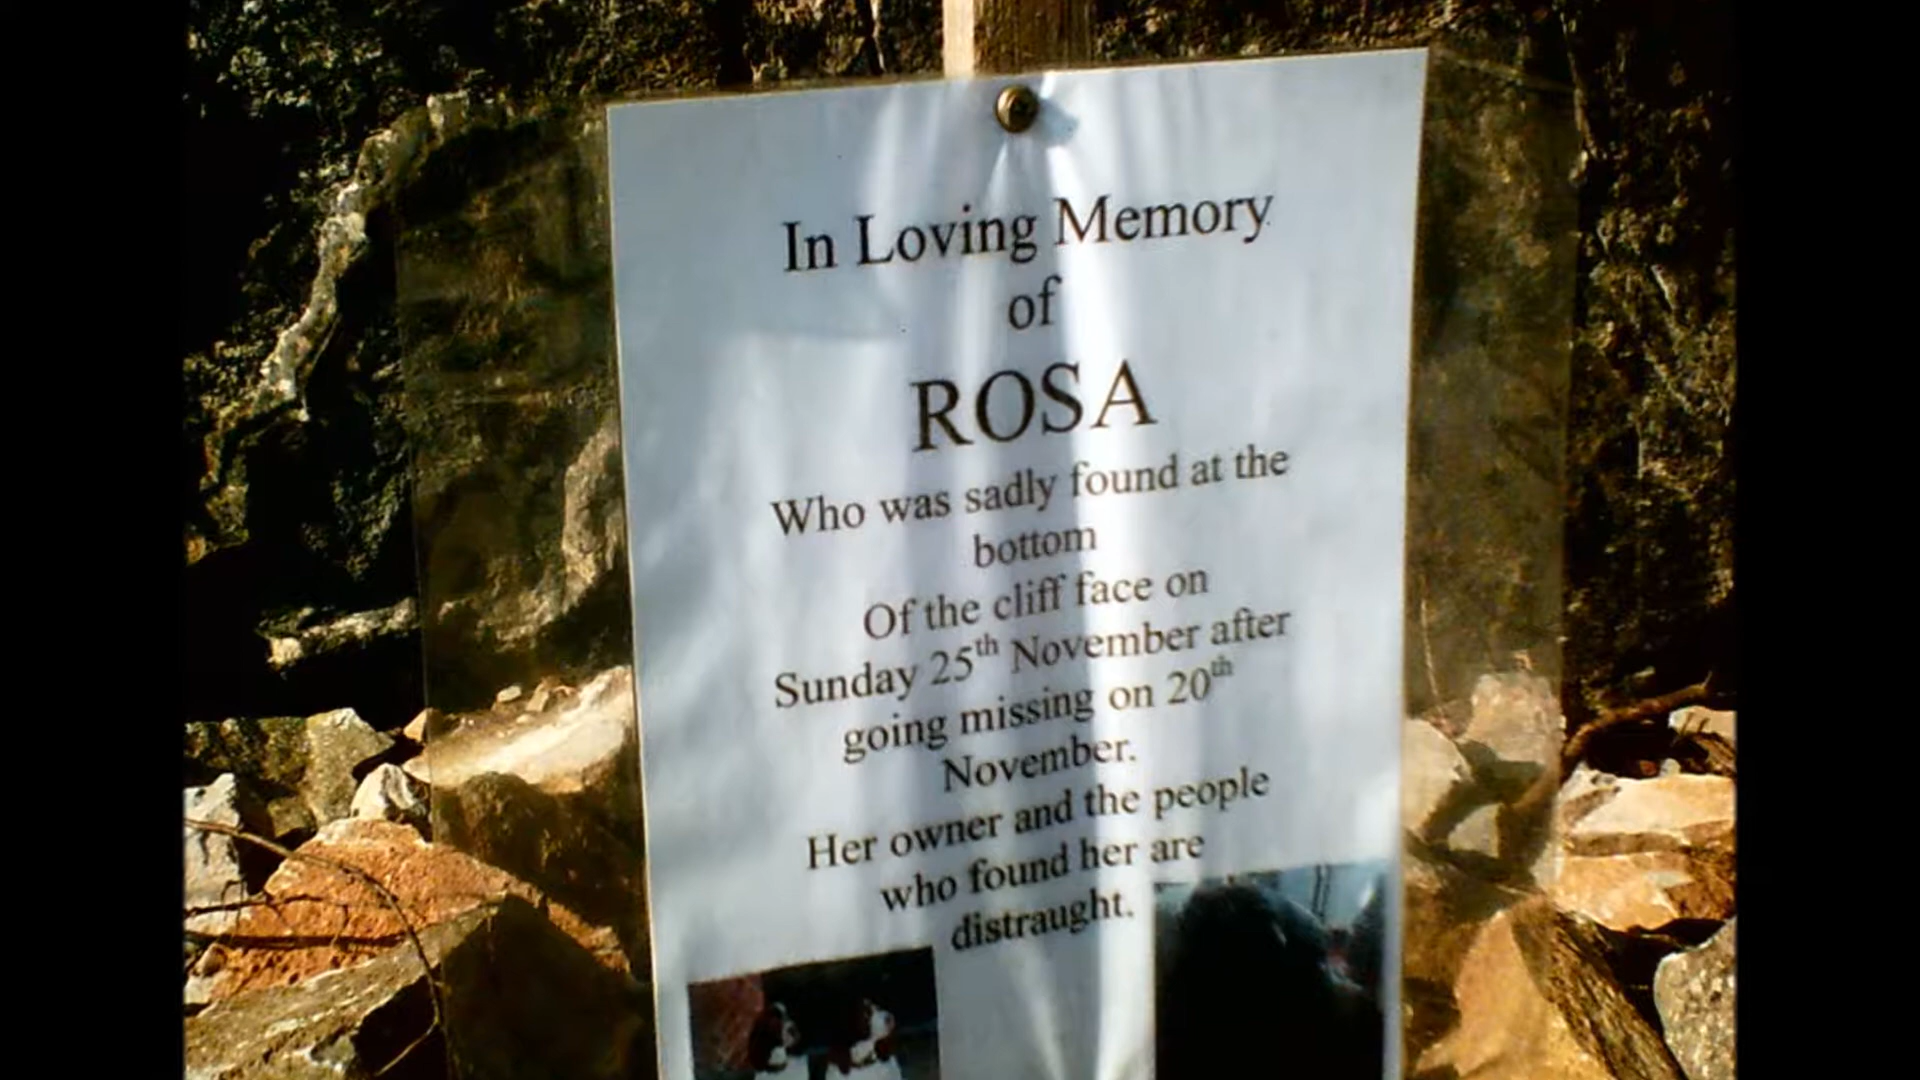 In Loving Memory
of
ROSA
Who was sadly found at the
bottom
Of the cliff face on
Sunday 25th November after
going missing on 20th
November.
Her owner and the people
who found her are
distraught.